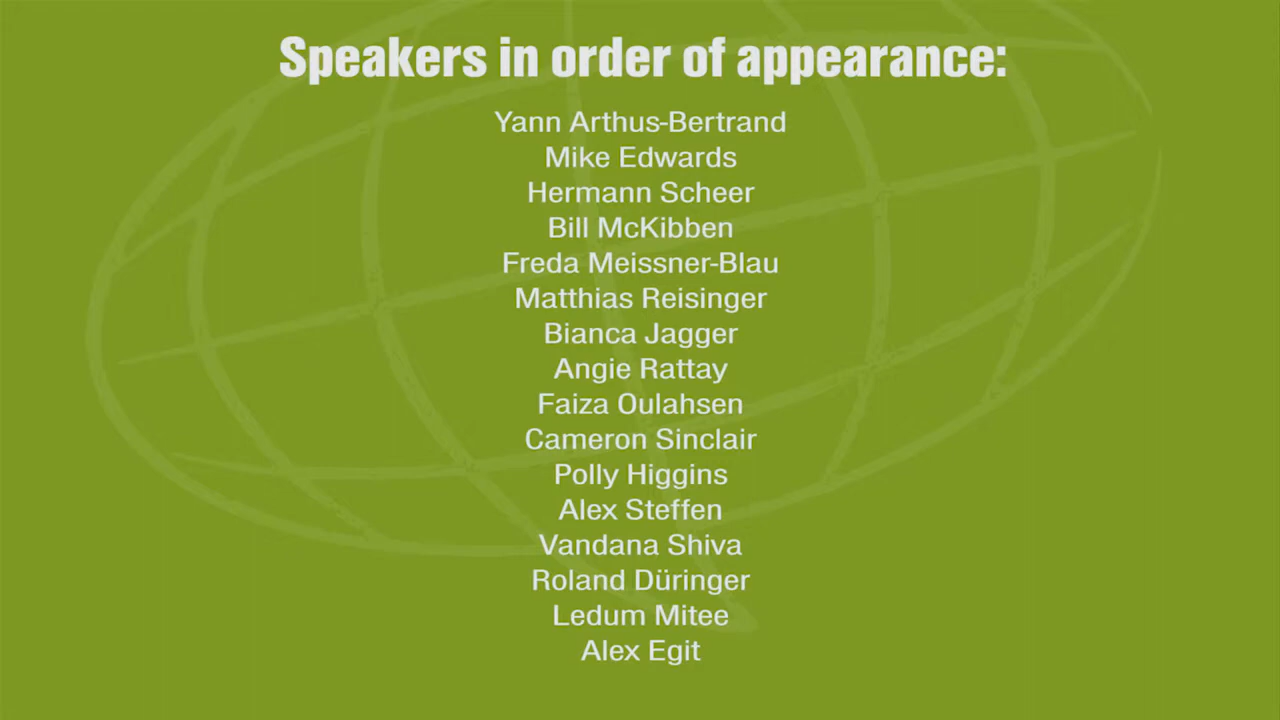 Speakers in order of appearance:
Yann Arthus-Bertrand
Mike Edwards
Hermann Scheer
Bill McKibben
Freda Meissner-Blau
Matthias Reisinger
Bianca Jagger
Angie Rattay
Faiza Oulahsen
Cameron Sinclair
Polly Higgins
Alex Steffen
Vandana Shiva
Roland Düringer
Ledum Mitee
Alex Egit